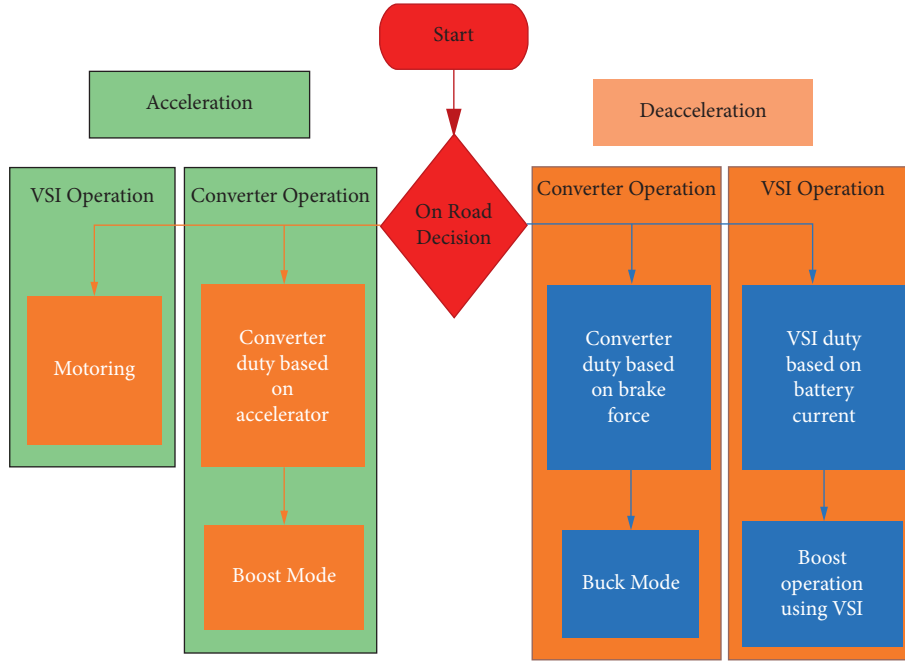 Start
Acceleration
Deacceleration
VSI Operation
Converter Operation
On Road
Decision
Converter Operation
VSI Operation
Motoring
Converter
duty based
on
accelerator
Converter
duty based
on brake
force
VSI duty
based on
battery
current
Boost Mode
Buck Mode
Boost
operation
using VSI